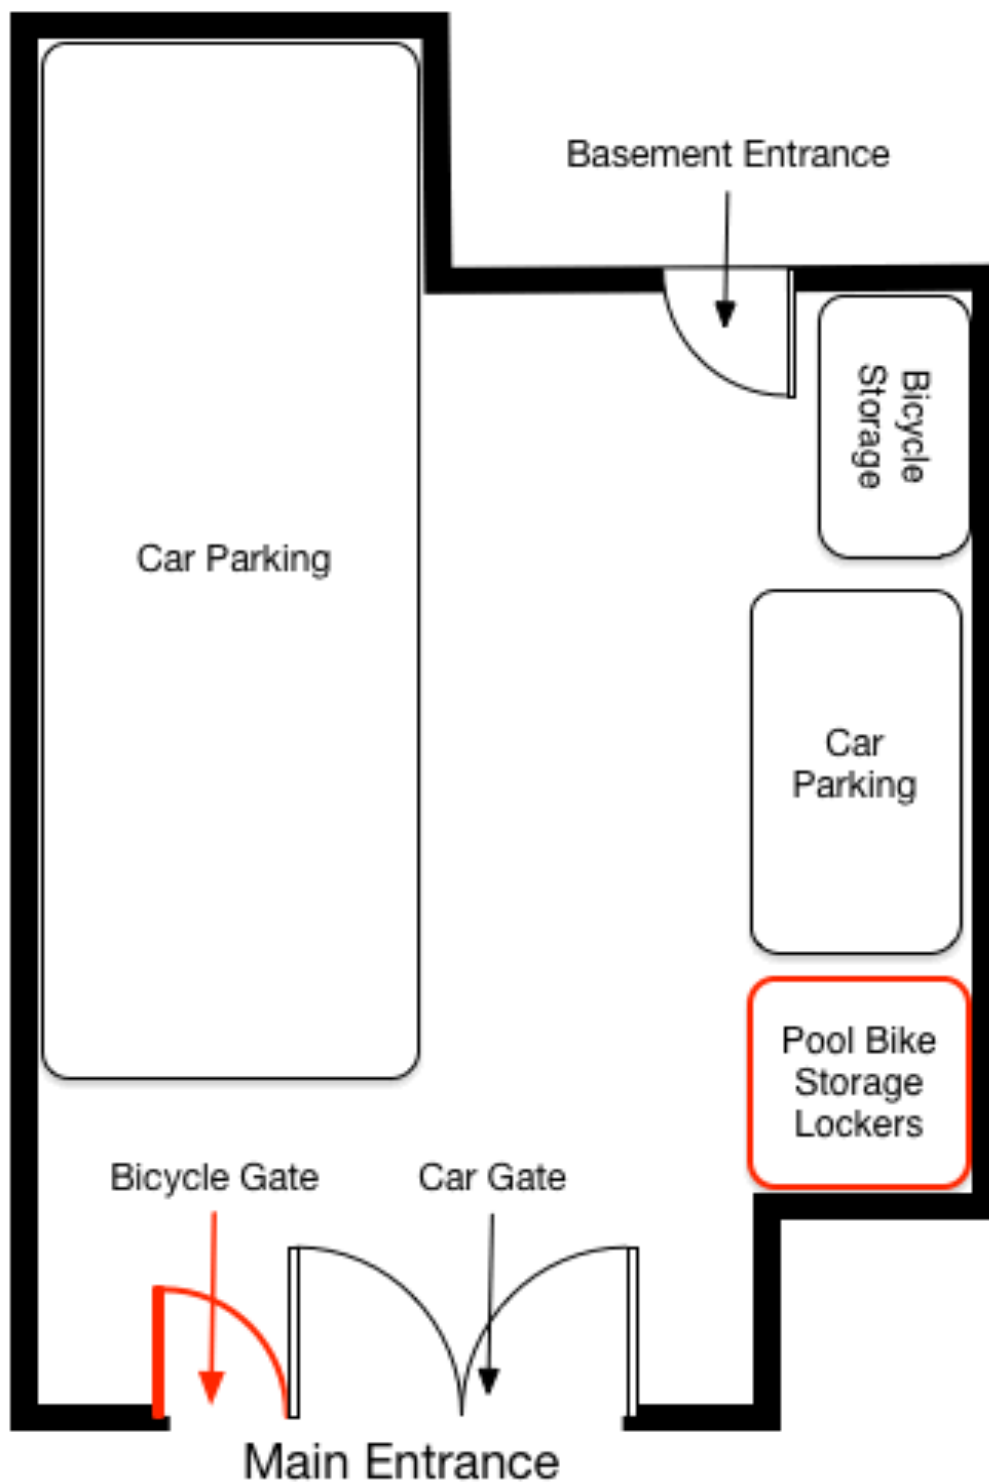 Basement Entrance
Bicycle
Storage
Car Parking
Car
Parking
Pool Bike
Storage
Lockers
Bicycle Gate
Car Gate
Main Entrance